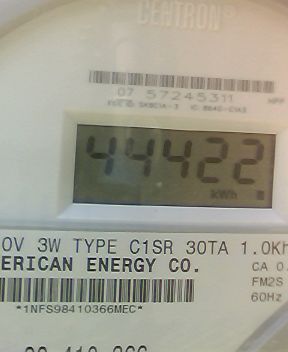 CENTRON®
07 57245311
44422
kWh
0V 3W TYPE C1SR 30TA 1.0Kh
ERICAN ENERGY CO.
CA 0.
FM2S
60Hz
*1NFS98410366MEC*